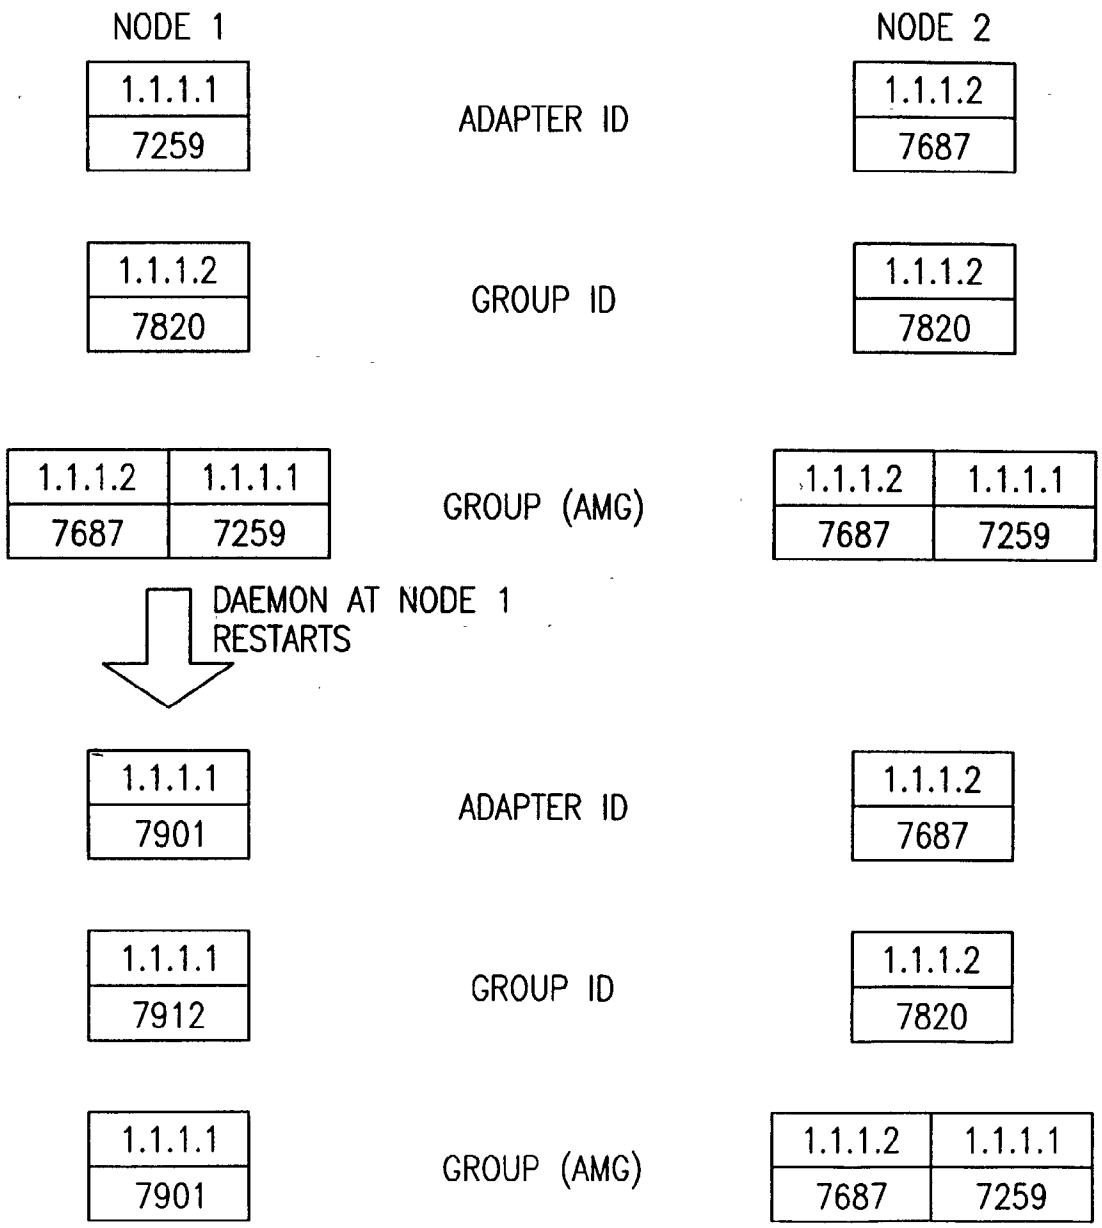 NODE 1 NODE 2
1.1.1.1 1.1.1.2
ADAPTER ID
7259 7687
1.1.1.2 1.1.1.2
GROUP ID
7820 7820
1.1.1.2 1.1.1.1 1.1.1.2 1.1.1.1
GROUP (AMG)
7687 7259 7687 7259
DAEMON AT NODE 1
RESTARTS
1.1.1.1 1.1.1.2
ADAPTER ID
7901 7687
1.1.1.1 1.1.1.2
GROUP ID
7912 7820
1.1.1.1 1.1.1.2 1.1.1.1
GROUP (AMG)
7901 7687 7259